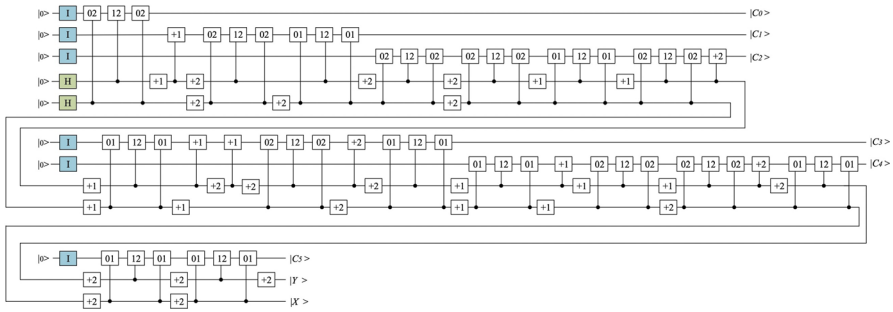 |0> I 02 12 02 |C0 >
|0> I +1 02 12 02 01 12 01 |C1 >
|0> I 02 12 02 02 12 02 01 12 01 02 12 02 +2 |C2 >
|0> H +1 +2 +2 +2 +1 +1
|0> H +2 +2 +2
|0> I 01 12 01 +1 +1 02 12 02 +2 01 12 01 |C3 >
|0> I 01 12 01 +1 02 12 02 02 12 02 +2 01 12 01 |C4 >
+1 +2 +2 +2 +1 +1 +1 +2
+1 +1 +2 +1 +1 +2
|0> I 01 12 01 01 12 01 |C5 >
+2 +2 +2 |Y >
+2 +2 |X >